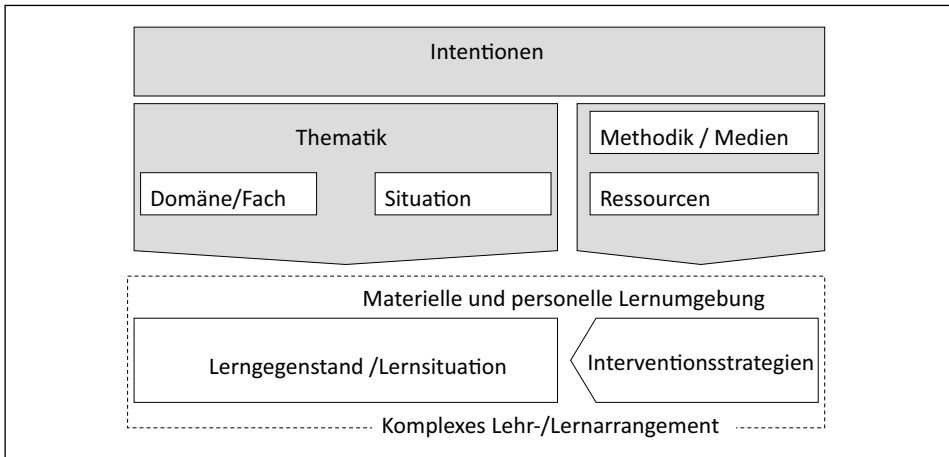 Intentionen
Thematik
Domäne/Fach
Situation
Methodik / Medien
Ressourcen
Materielle und personelle Lernumgebung
Lerngegenstand /Lernsituation
Interventionsstrategien
Komplexes Lehr-/Lernarrangement